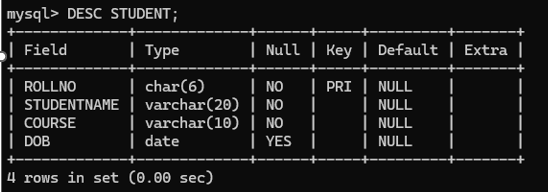 mysql> DESC STUDENT;
+-------------+-------------+------+-----+---------+-------+
| Field       | Type        | Null | Key | Default | Extra |
+-------------+-------------+------+-----+---------+-------+
| ROLLNO      | char(6)     | NO   | PRI | NULL    |       |
| STUDENTNAME | varchar(20) | NO   |     | NULL    |       |
| COURSE      | varchar(10) | NO   |     | NULL    |       |
| DOB         | date        | YES  |     | NULL    |       |
+-------------+-------------+------+-----+---------+-------+
4 rows in set (0.00 sec)